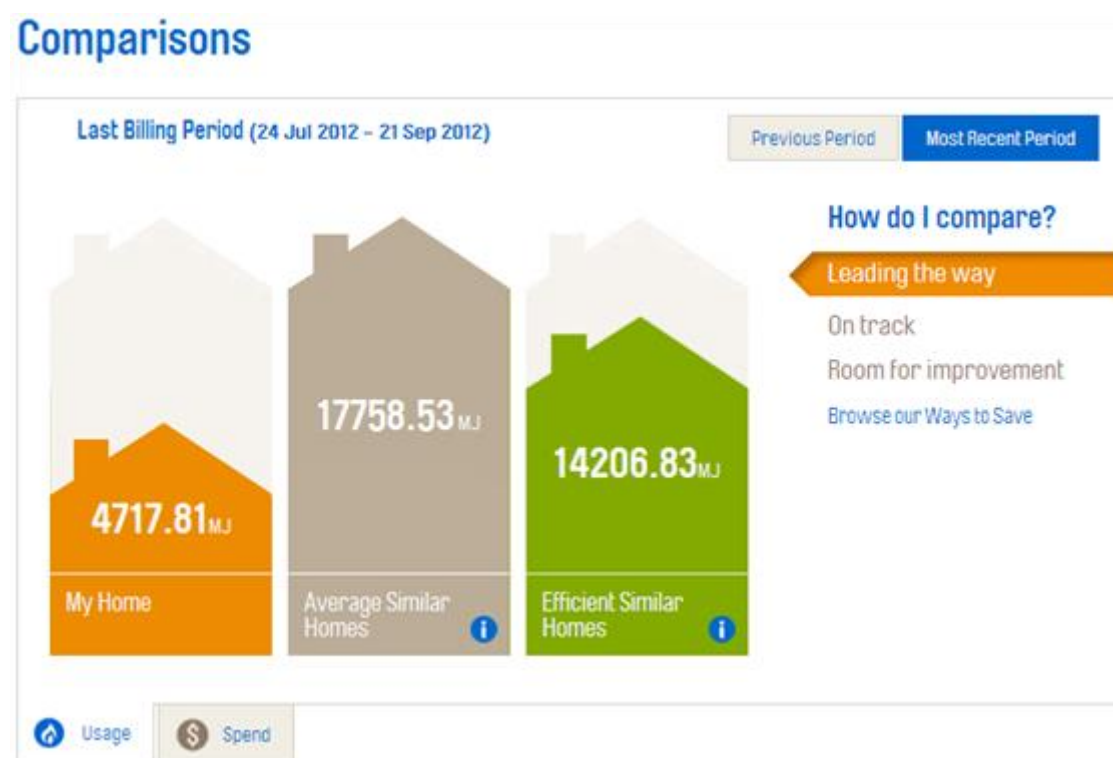 Comparisons
Last Billing Period (24 Jul 2012 - 21 Sep 2012)
Previous Period
Most Recent Period
How do I compare?
Leading the way
On track
Room for improvement
Browse our Ways to Save
4717.81MJ
My Home
17758.53MJ
Average Similar
Homes
i
14206.83MJ
Efficient Similar
Homes
i
Usage
$
Spend